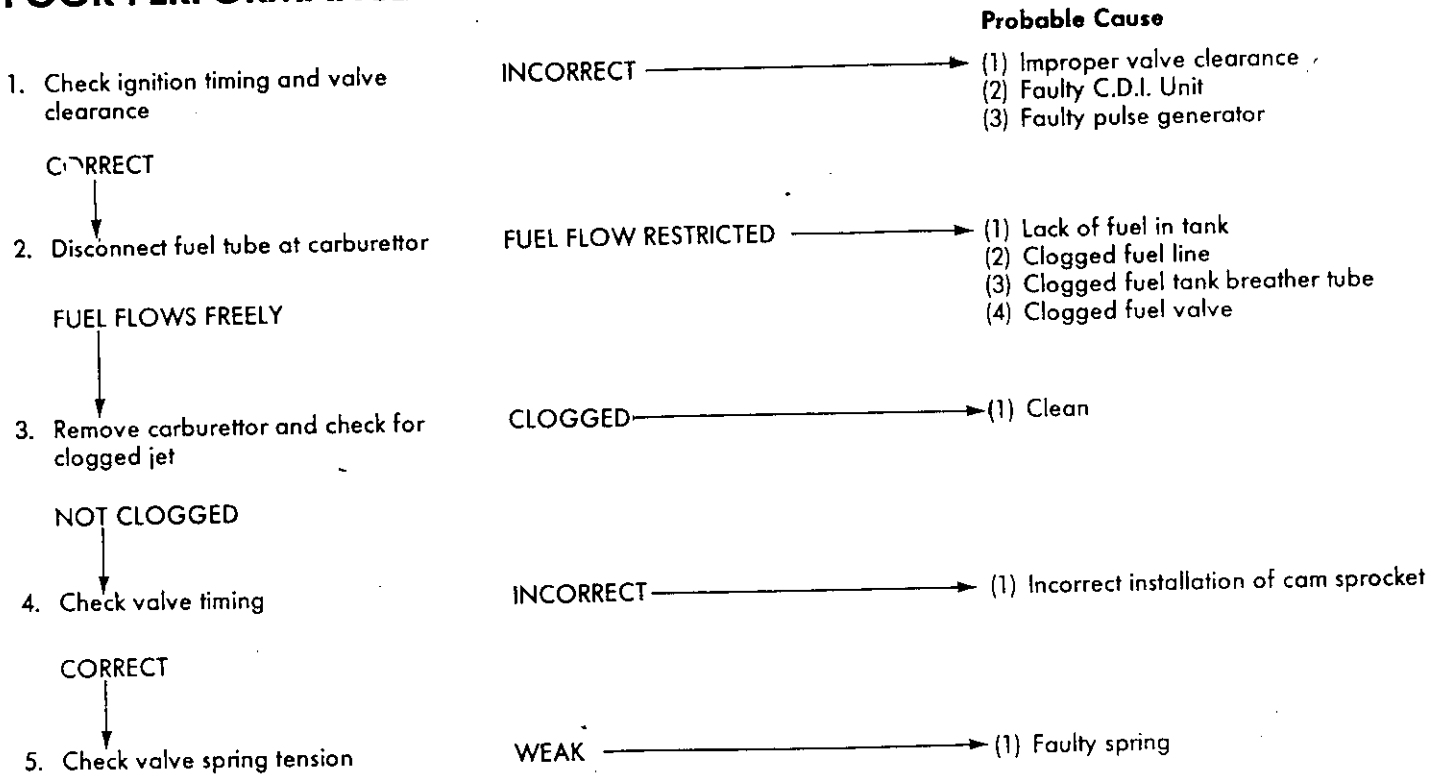 Probable Cause
1. Check ignition timing and valve
clearance
INCORRECT
(1) Improper valve clearance
(2) Faulty C.D.I. Unit
(3) Faulty pulse generator
CORRECT
2. Disconnect fuel tube at carburettor
FUEL FLOW RESTRICTED
(1) Lack of fuel in tank
(2) Clogged fuel line
(3) Clogged fuel tank breather tube
(4) Clogged fuel valve
FUEL FLOWS FREELY
3. Remove carburettor and check for
clogged jet
CLOGGED
(1) Clean
NOT CLOGGED
4. Check valve timing
INCORRECT
(1) Incorrect installation of cam sprocket
CORRECT
5. Check valve spring tension
WEAK
(1) Faulty spring